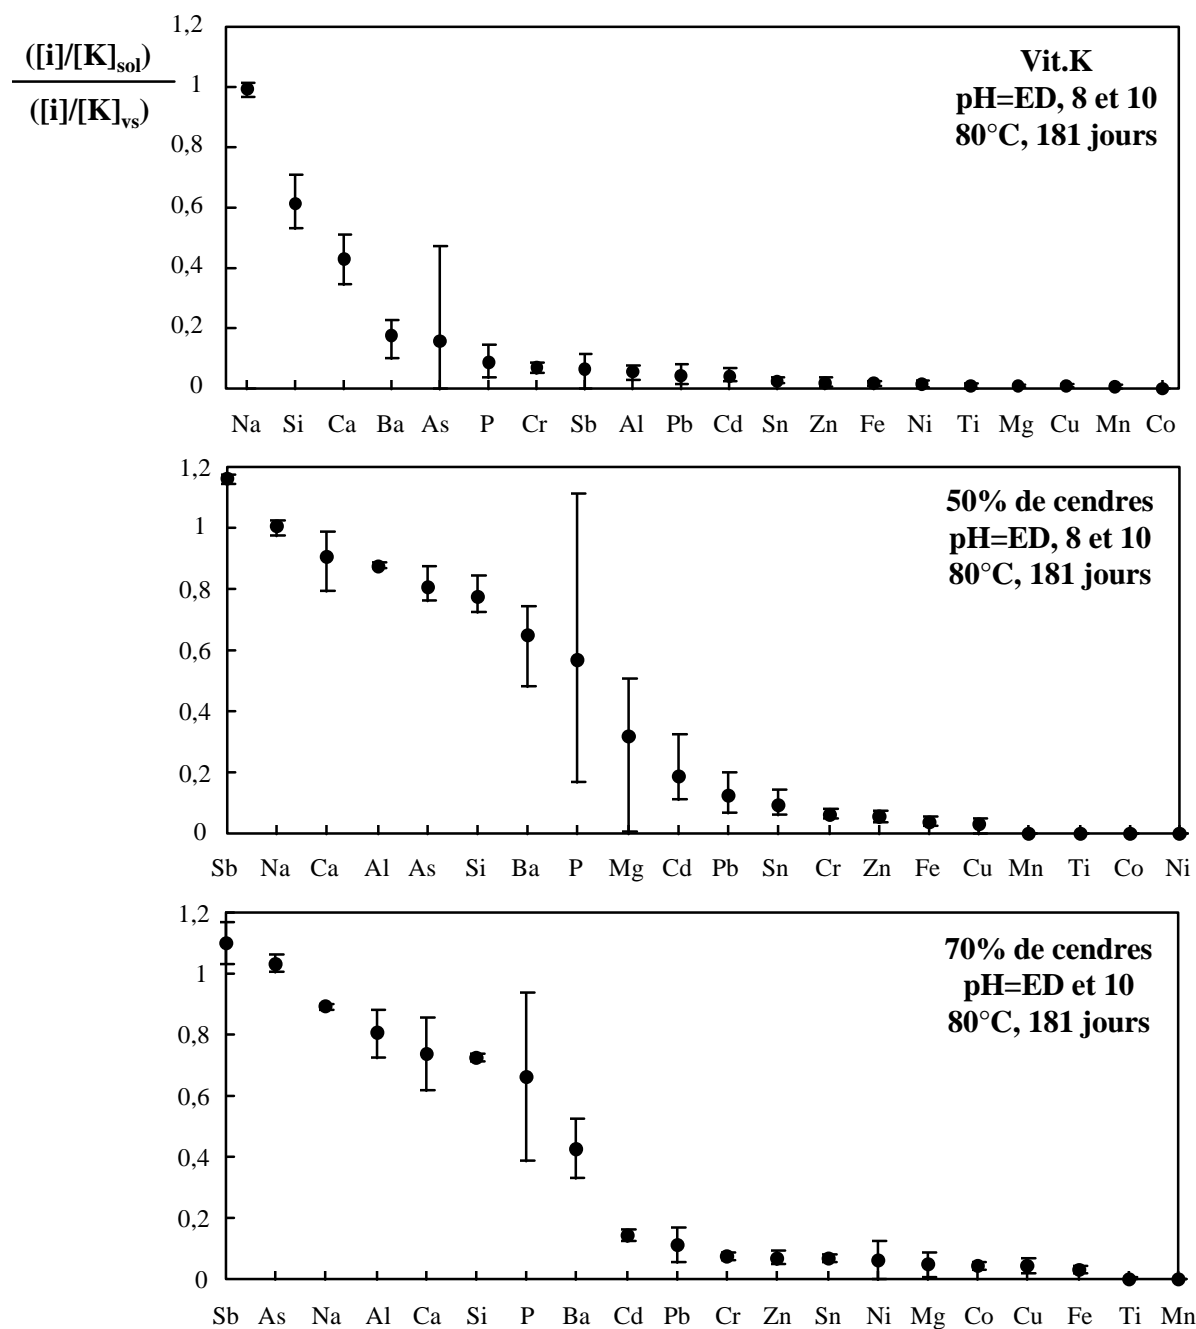 ([i]/[K]sol)
([i]/[K]vs)
1,2
1
0,8
0,6
0,4
0,2
0
Vit.K
pH=ED, 8 et 10
80°C, 181 jours
Na Si Ca Ba As P Cr Sb Al Pb Cd Sn Zn Fe Ni Ti Mg Cu Mn Co
1,2
1
0,8
0,6
0,4
0,2
0
50% de cendres
pH=ED, 8 et 10
80°C, 181 jours
Sb Na Ca Al As Si Ba P Mg Cd Pb Sn Cr Zn Fe Cu Mn Ti Co Ni
1,2
1
0,8
0,6
0,4
0,2
0
70% de cendres
pH=ED et 10
80°C, 181 jours
Sb As Na Al Ca Si P Ba Cd Pb Cr Zn Sn Ni Mg Co Cu Fe Ti Mn